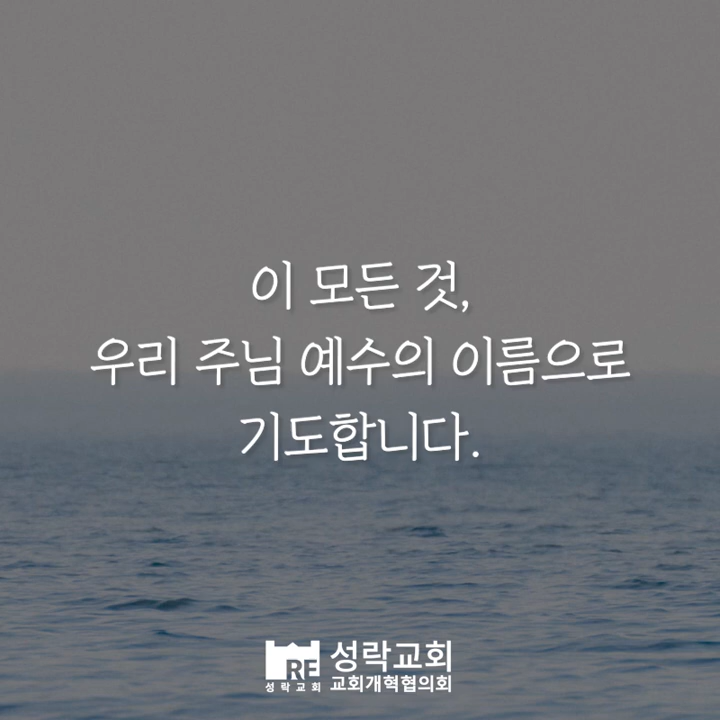 이 모든 것,
우리 주님 예수의 이름으로
기도합니다.
RE
성락교회
성락교회
교회개혁협의회